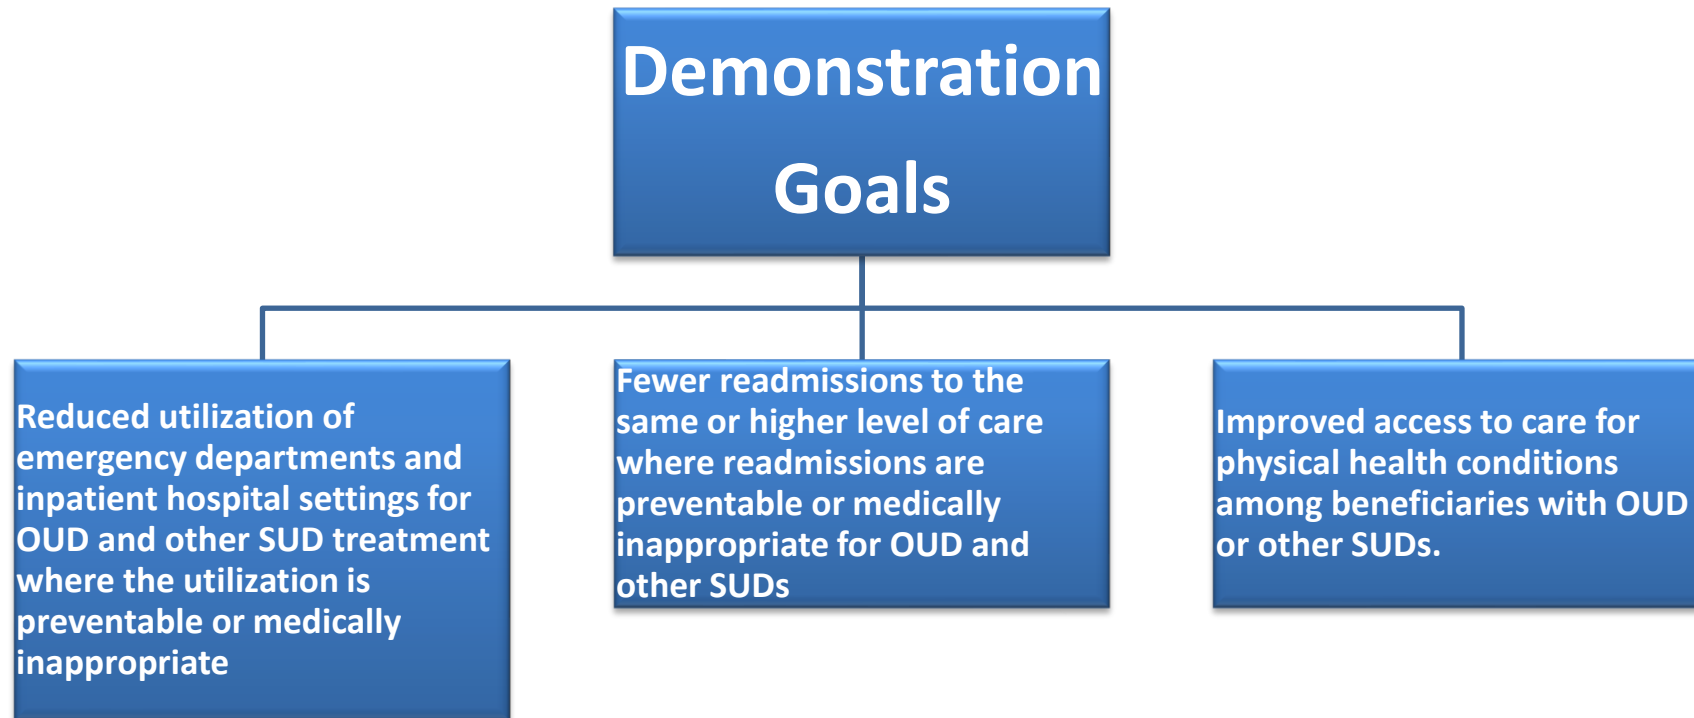 Demonstration
Goals
Reduced utilization of
emergency departments and
inpatient hospital settings for
OUD and other SUD treatment
where the utilization is
preventable or medically
inappropriate
Fewer readmissions to the
same or higher level of care
where readmissions are
preventable or medically
inappropriate for OUD and
other SUDs
Improved access to care for
physical health conditions
among beneficiaries with OUD
or other SUDs.